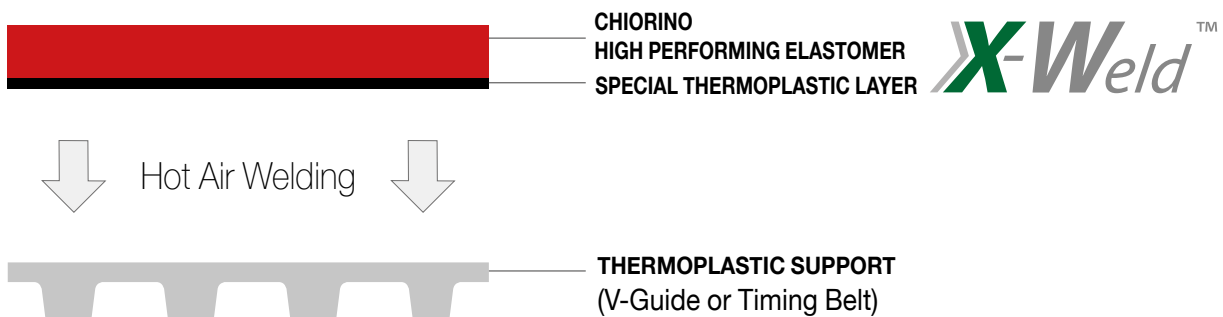 CHIORINO
HIGH PERFORMING ELASTOMER
SPECIAL THERMOPLASTIC LAYER
X-Weld™
Hot Air Welding
THERMOPLASTIC SUPPORT
(V-Guide or Timing Belt)